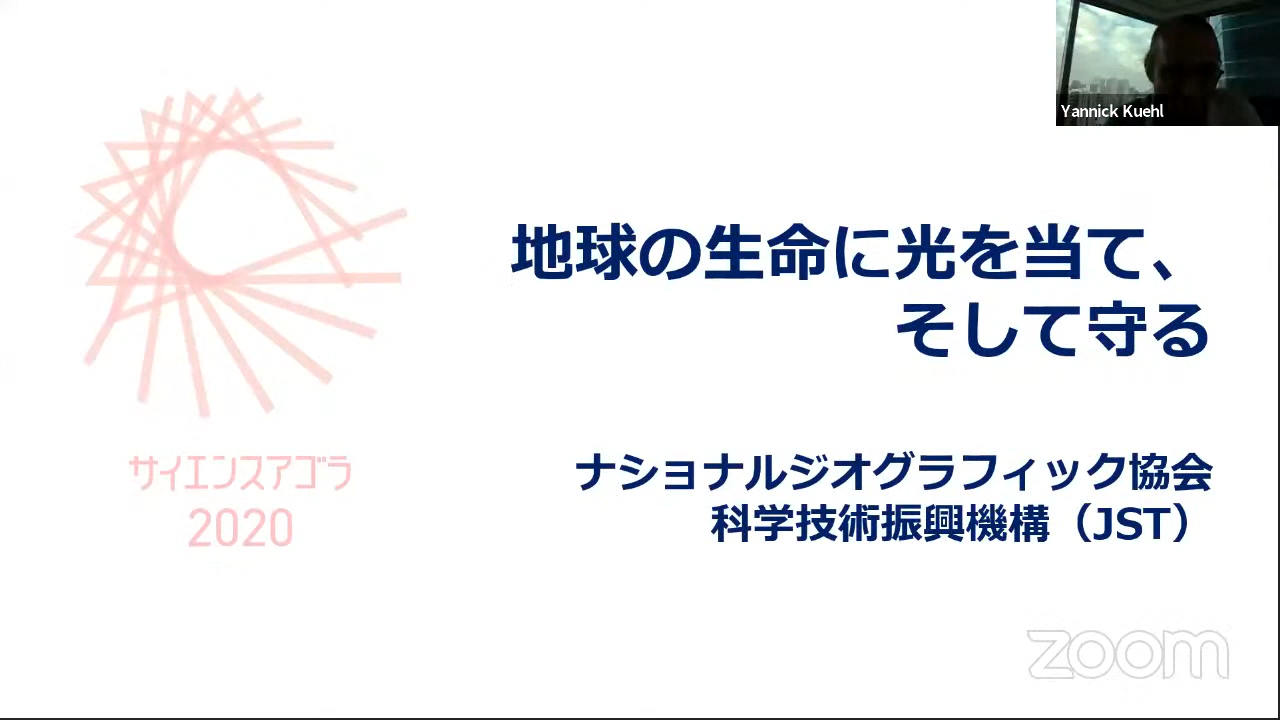 Yannick Kuehl
地球の生命に光を当て、
そして守る
サイエンスアゴラ
2020
ナショナルジオグラフィック協会
科学技術振興機構（JST）
zoom